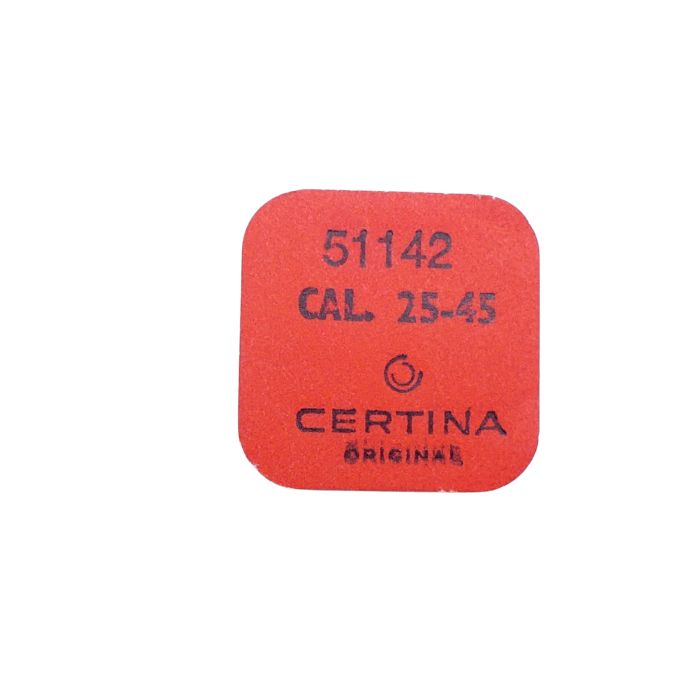 51142
CAL. 25-45
CERTINA
ORIGINAL